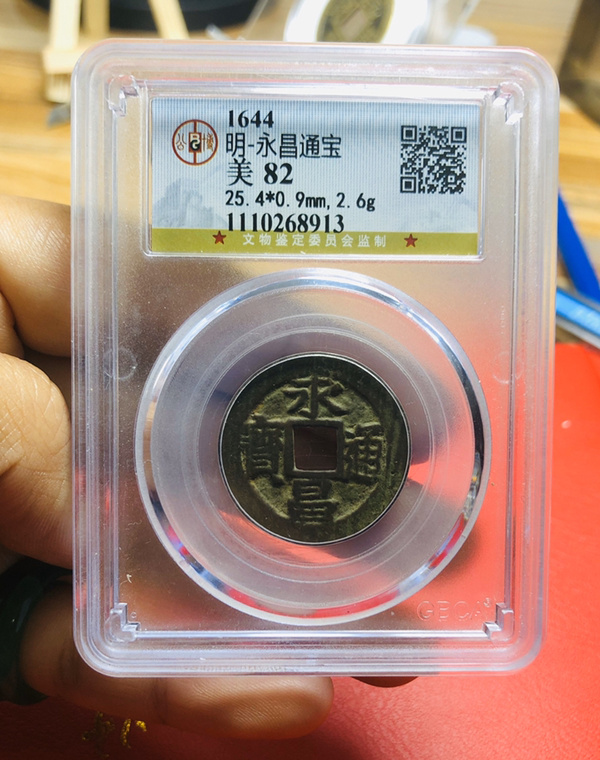 1644
明-永昌通宝
美 82
25.4*0.9mm, 2.6g
1110268913
文物鉴定委员会监制
永
寶 通
昌
GBCA